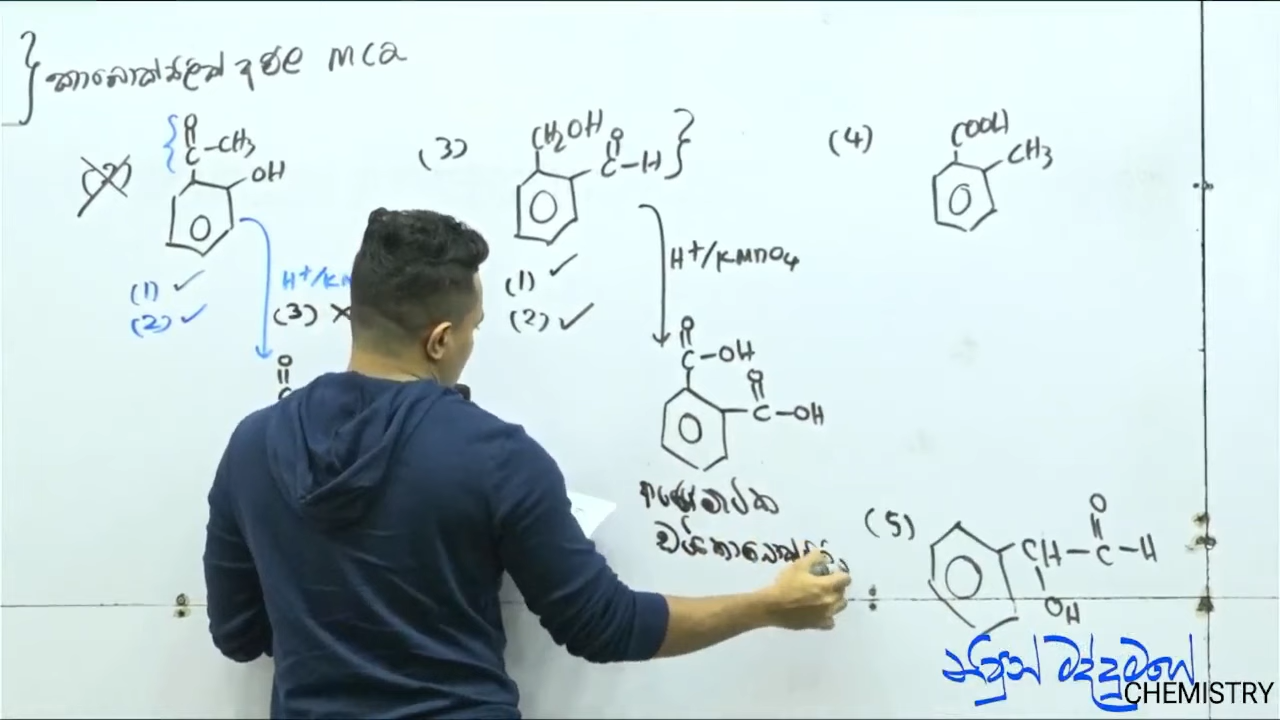 කාබොක්සිලික් අම්ල MCQ
(2)
O
C-CH3
OH
H+/KM
(1) ✓
(2) ✓
(3) ×
O
C
(3)
CH2OH
O
C-H
(1) ✓
(2) ✓
H+/KMnO4
O
C-OH
O
C-OH
(4)
COOH
CH3
(5)
O
CH-C-H
OH
CHEMISTRY